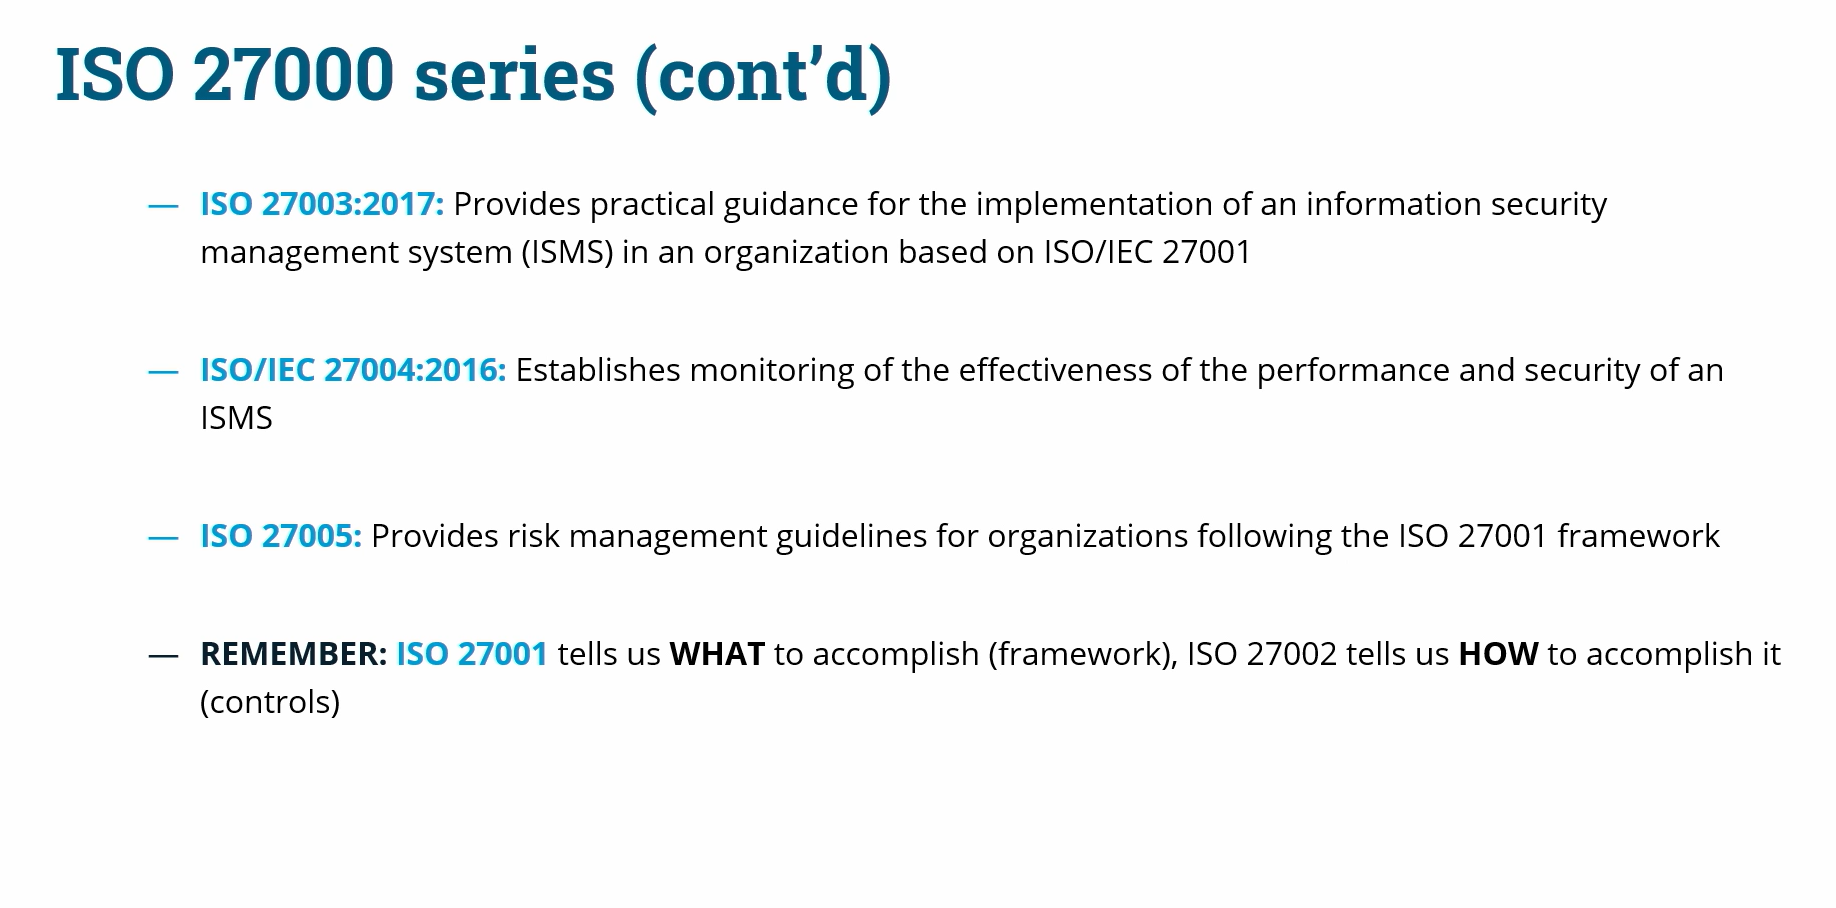 ISO 27000 series (cont’d)
— ISO 27003:2017: Provides practical guidance for the implementation of an information security
management system (ISMS) in an organization based on ISO/IEC 27001
— ISO/IEC 27004:2016: Establishes monitoring of the effectiveness of the performance and security of an
ISMS
— ISO 27005: Provides risk management guidelines for organizations following the ISO 27001 framework
— REMEMBER: ISO 27001 tells us WHAT to accomplish (framework), ISO 27002 tells us HOW to accomplish it
(controls)